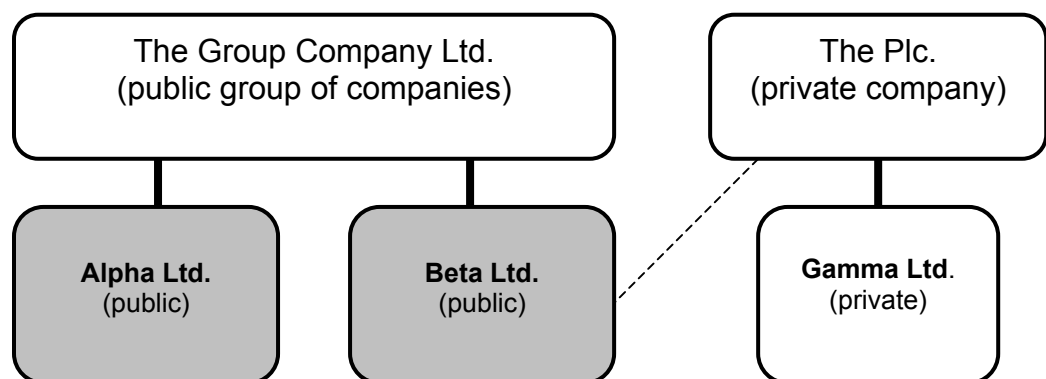 The Group Company Ltd.
(public group of companies)
The Plc.
(private company)
Alpha Ltd.
(public)
Beta Ltd.
(public)
Gamma Ltd.
(private)